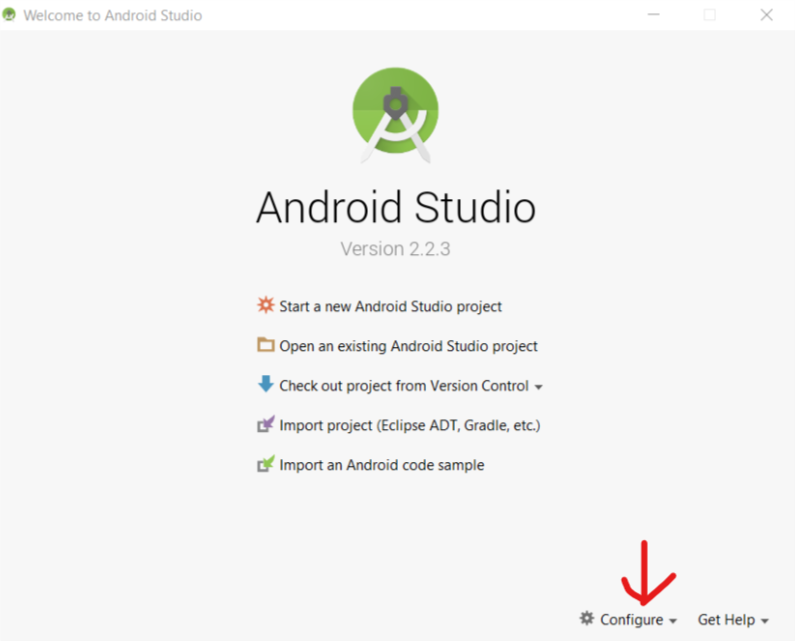 Welcome to Android Studio
Android Studio
Version 2.2.3
Start a new Android Studio project
Open an existing Android Studio project
Check out project from Version Control
Import project (Eclipse ADT, Gradle, etc.)
Import an Android code sample
Configure Get Help